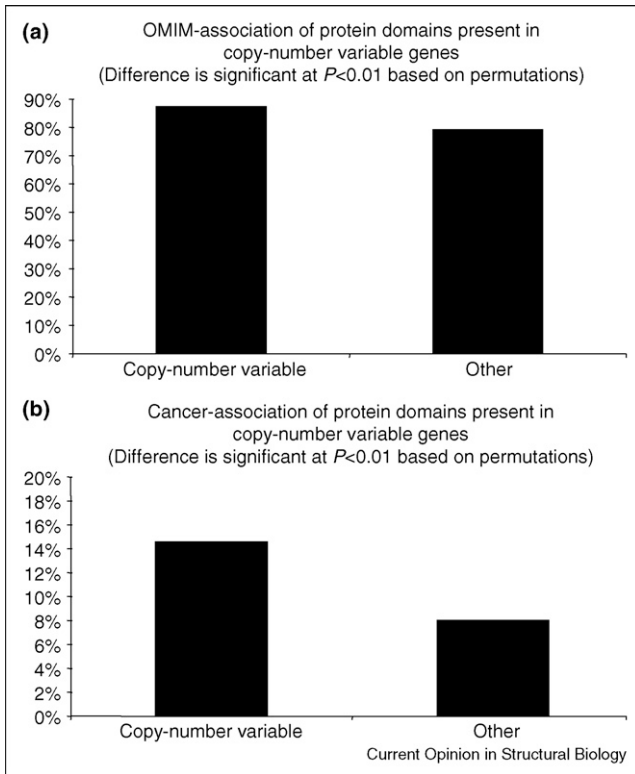 (a)
OMIM-association of protein domains present in
copy-number variable genes
(Difference is significant at P<0.01 based on permutations)
90%
80%
70%
60%
50%
40%
30%
20%
10%
0%
Copy-number variable
Other
(b)
Cancer-association of protein domains present in
copy-number variable genes
(Difference is significant at P<0.01 based on permutations)
20%
18%
16%
14%
12%
10%
8%
6%
4%
2%
0%
Copy-number variable
Other
Current Opinion in Structural Biology